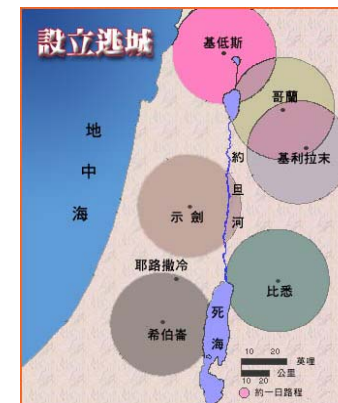 設立逃城
基低斯
哥蘭
基利拉末
地中海
約旦河
示劍
耶路撒冷
比悉
死海
希伯崙
10 20
英哩
公里
10 20
約一日路程